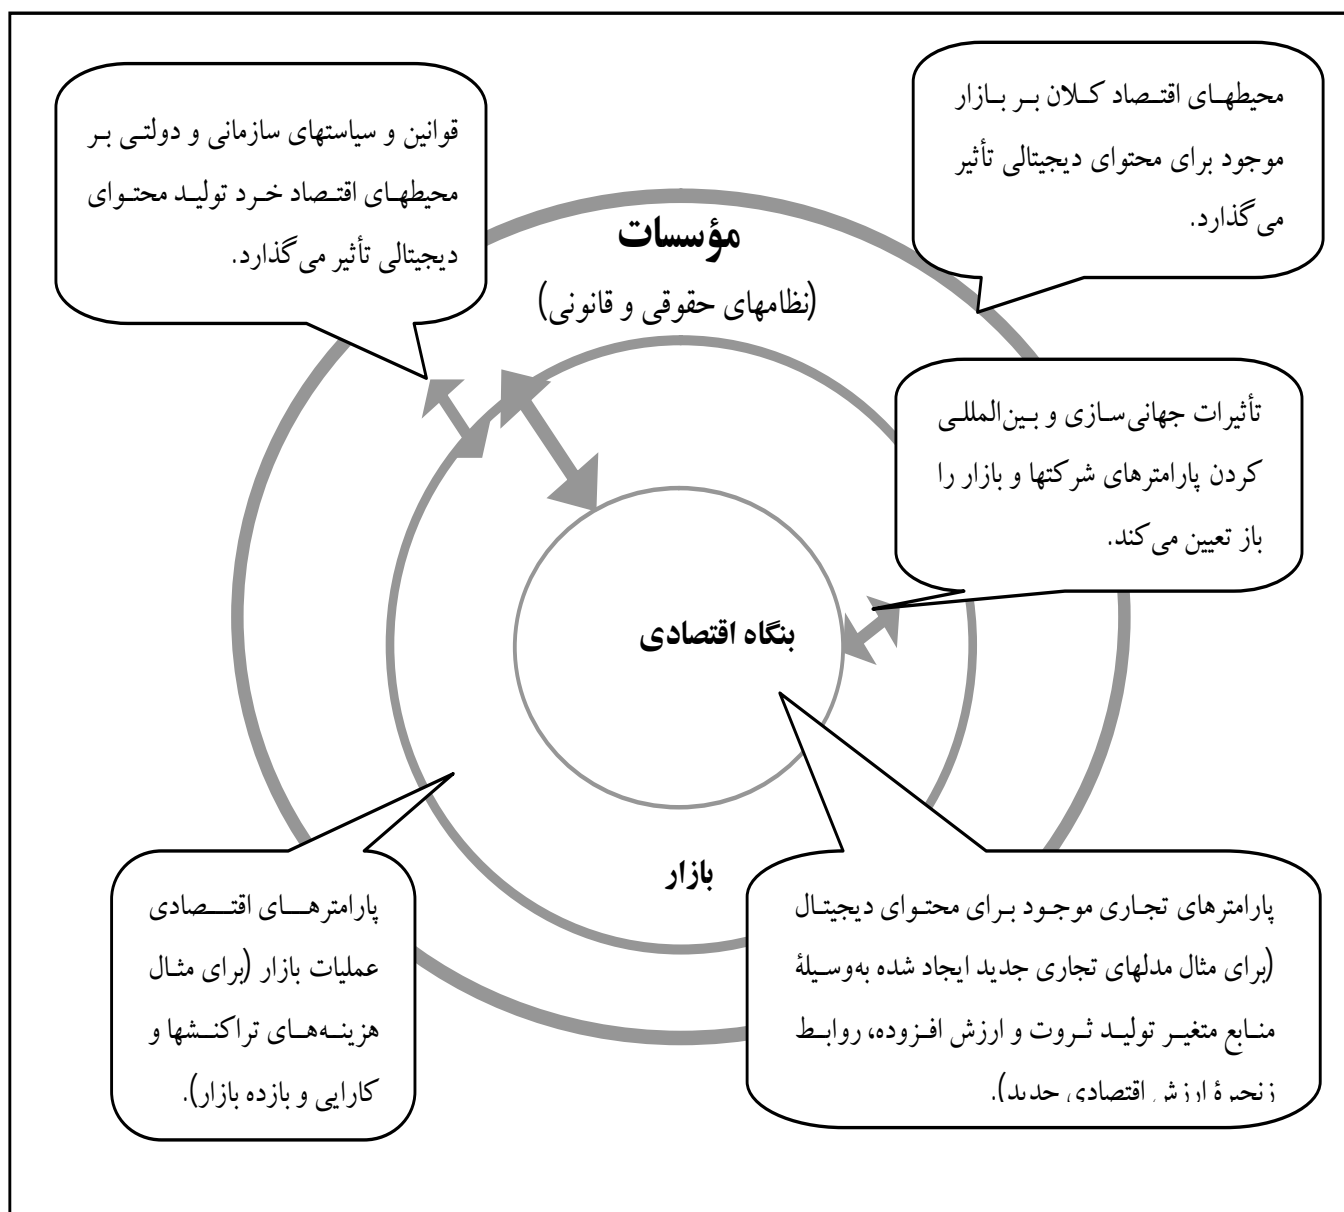 محیطهای اقتصاد کلان بر بازار
موجود برای محتوای دیجیتالی تأثیر
می‌گذارد.
قوانین و سیاستهای سازمانی و دولتی بر
محیطهای اقتصاد خرد تولید محتوای
دیجیتالی تأثیر می‌گذارد.
مؤسسات
(نظامهای حقوقی و قانونی)
تأثیرات جهانی‌سازی و بین‌المللی
کردن پارامترهای شرکتها و بازار را
باز تعیین می‌کند.
بنگاه اقتصادی
بازار
پارامترهای تجاری موجود برای محتوای دیجیتال
(برای مثال مدلهای تجاری جدید ایجاد شده به‌وسیلهٔ
منابع متغیر تولید ثروت و ارزش افزوده، روابط
زنجیرهٔ ارزش اقتصادی جدید).
پارامترهای اقتصادی
عملیات بازار (برای مثال
هزینه‌های تراکنشها و
کارایی و بازده بازار).